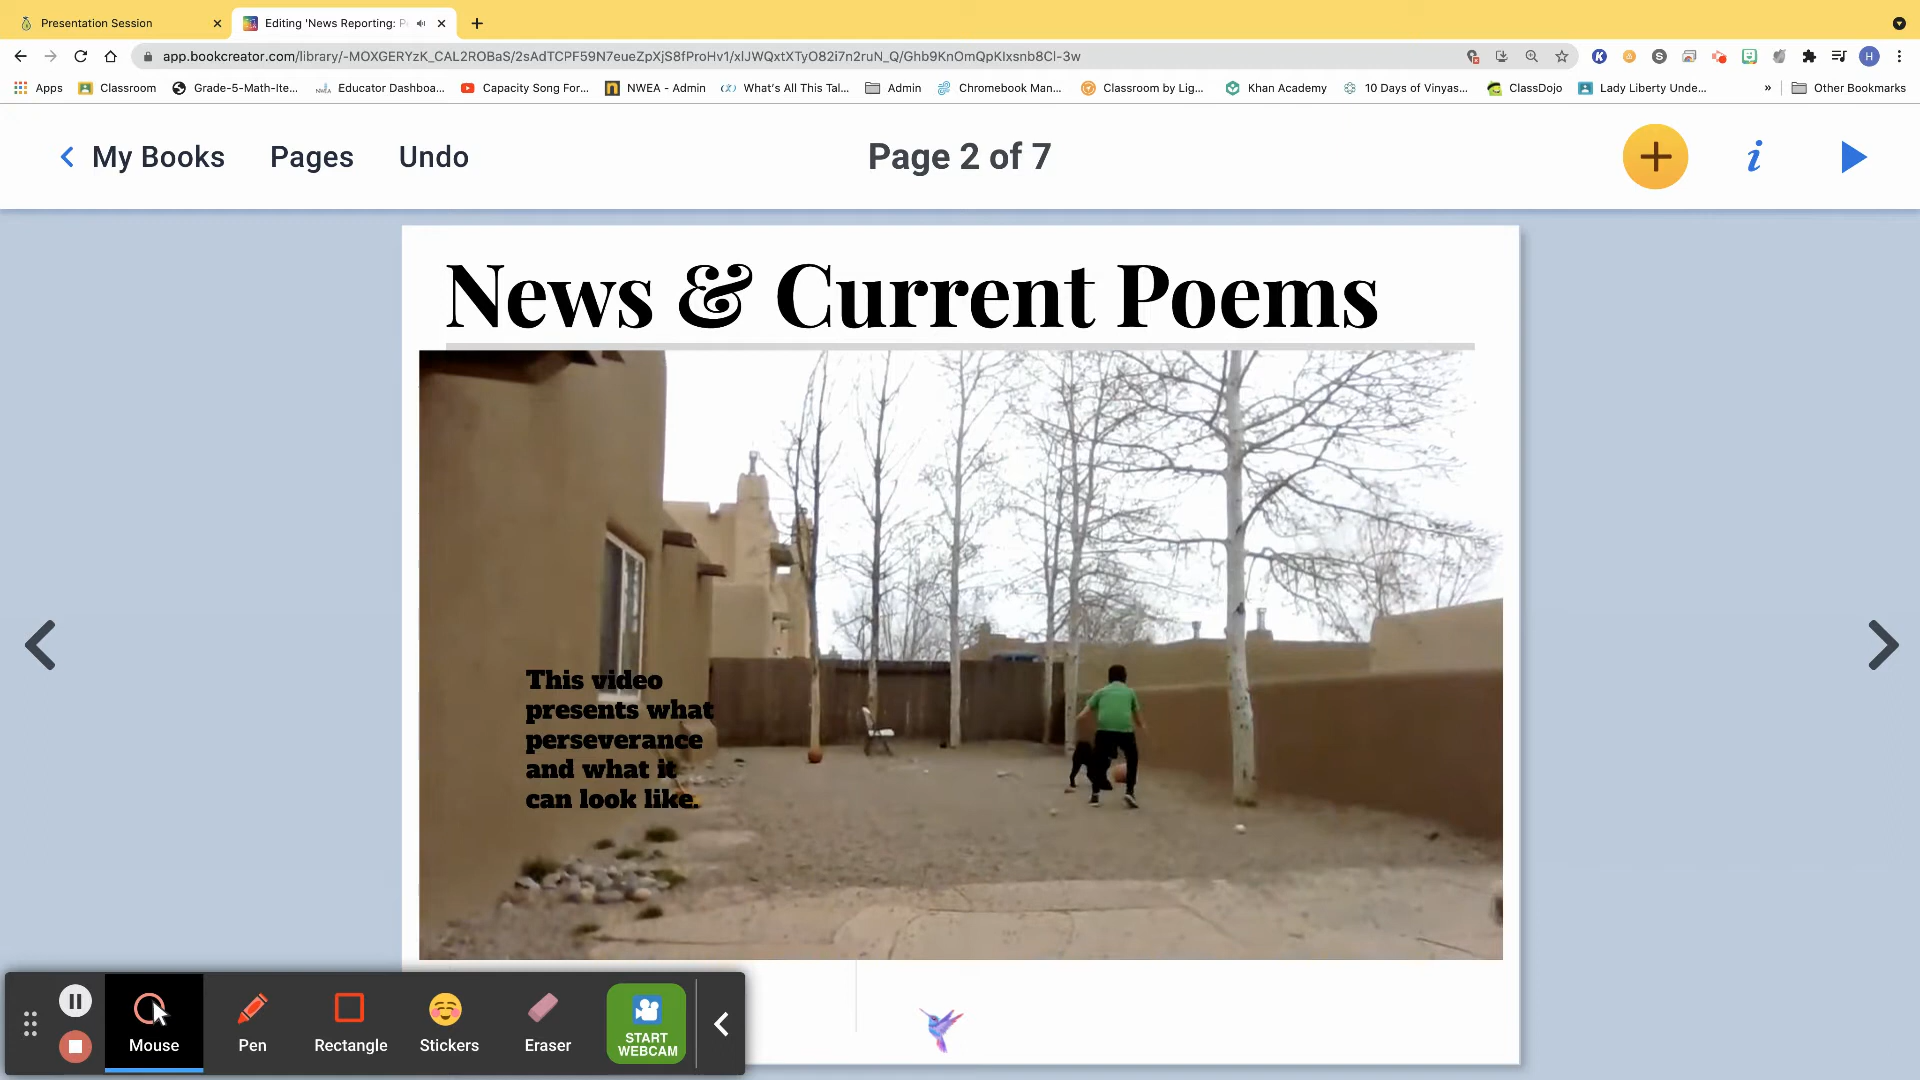 Presentation Session
Editing 'News Reporting: P
app.bookcreator.com/library/-MOXGERYzK_CAL2ROBaS/2sAdTCPF59N7eueZpXjS8fProHv1/xlJWQxtXTyO82i7n2ruN_Q/Ghb9KnOmQpKIxsnb8Cl-3w
H
Apps Classroom Grade-5-Math-Ite... Educator Dashboa... Capacity Song For... NWEA - Admin What's All This Tal... Admin Chromebook Man... Classroom by Lig... Khan Academy 10 Days of Vinyas... ClassDojo Lady Liberty Unde... » Other Bookmarks
My Books Pages Undo Page 2 of 7
News & Current Poems
This video
presents what
perseverance
and what it
can look like.
Mouse Pen Rectangle Stickers Eraser START
WEBCAM